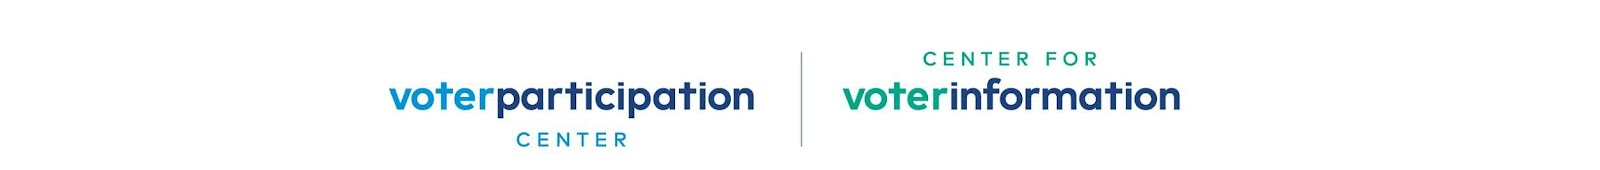 voterparticipation
CENTER
CENTER FOR
voterinformation